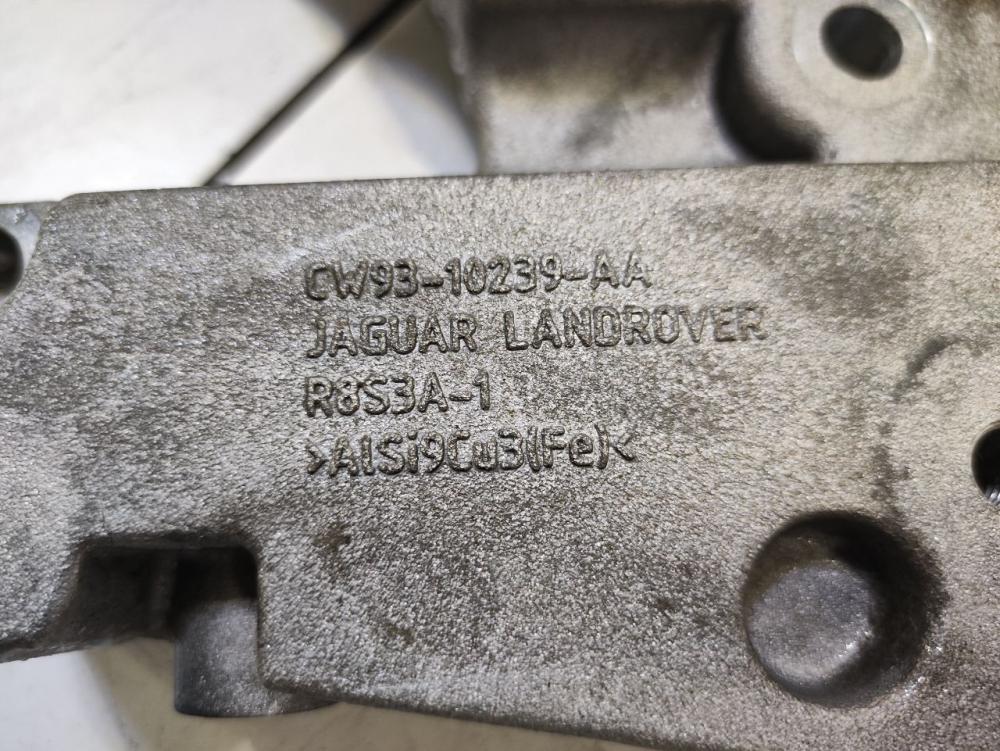 CW93-10239-AA
JAGUAR LANDROVER
R8S3A-1
>AlSi9Cu3(Fe)<